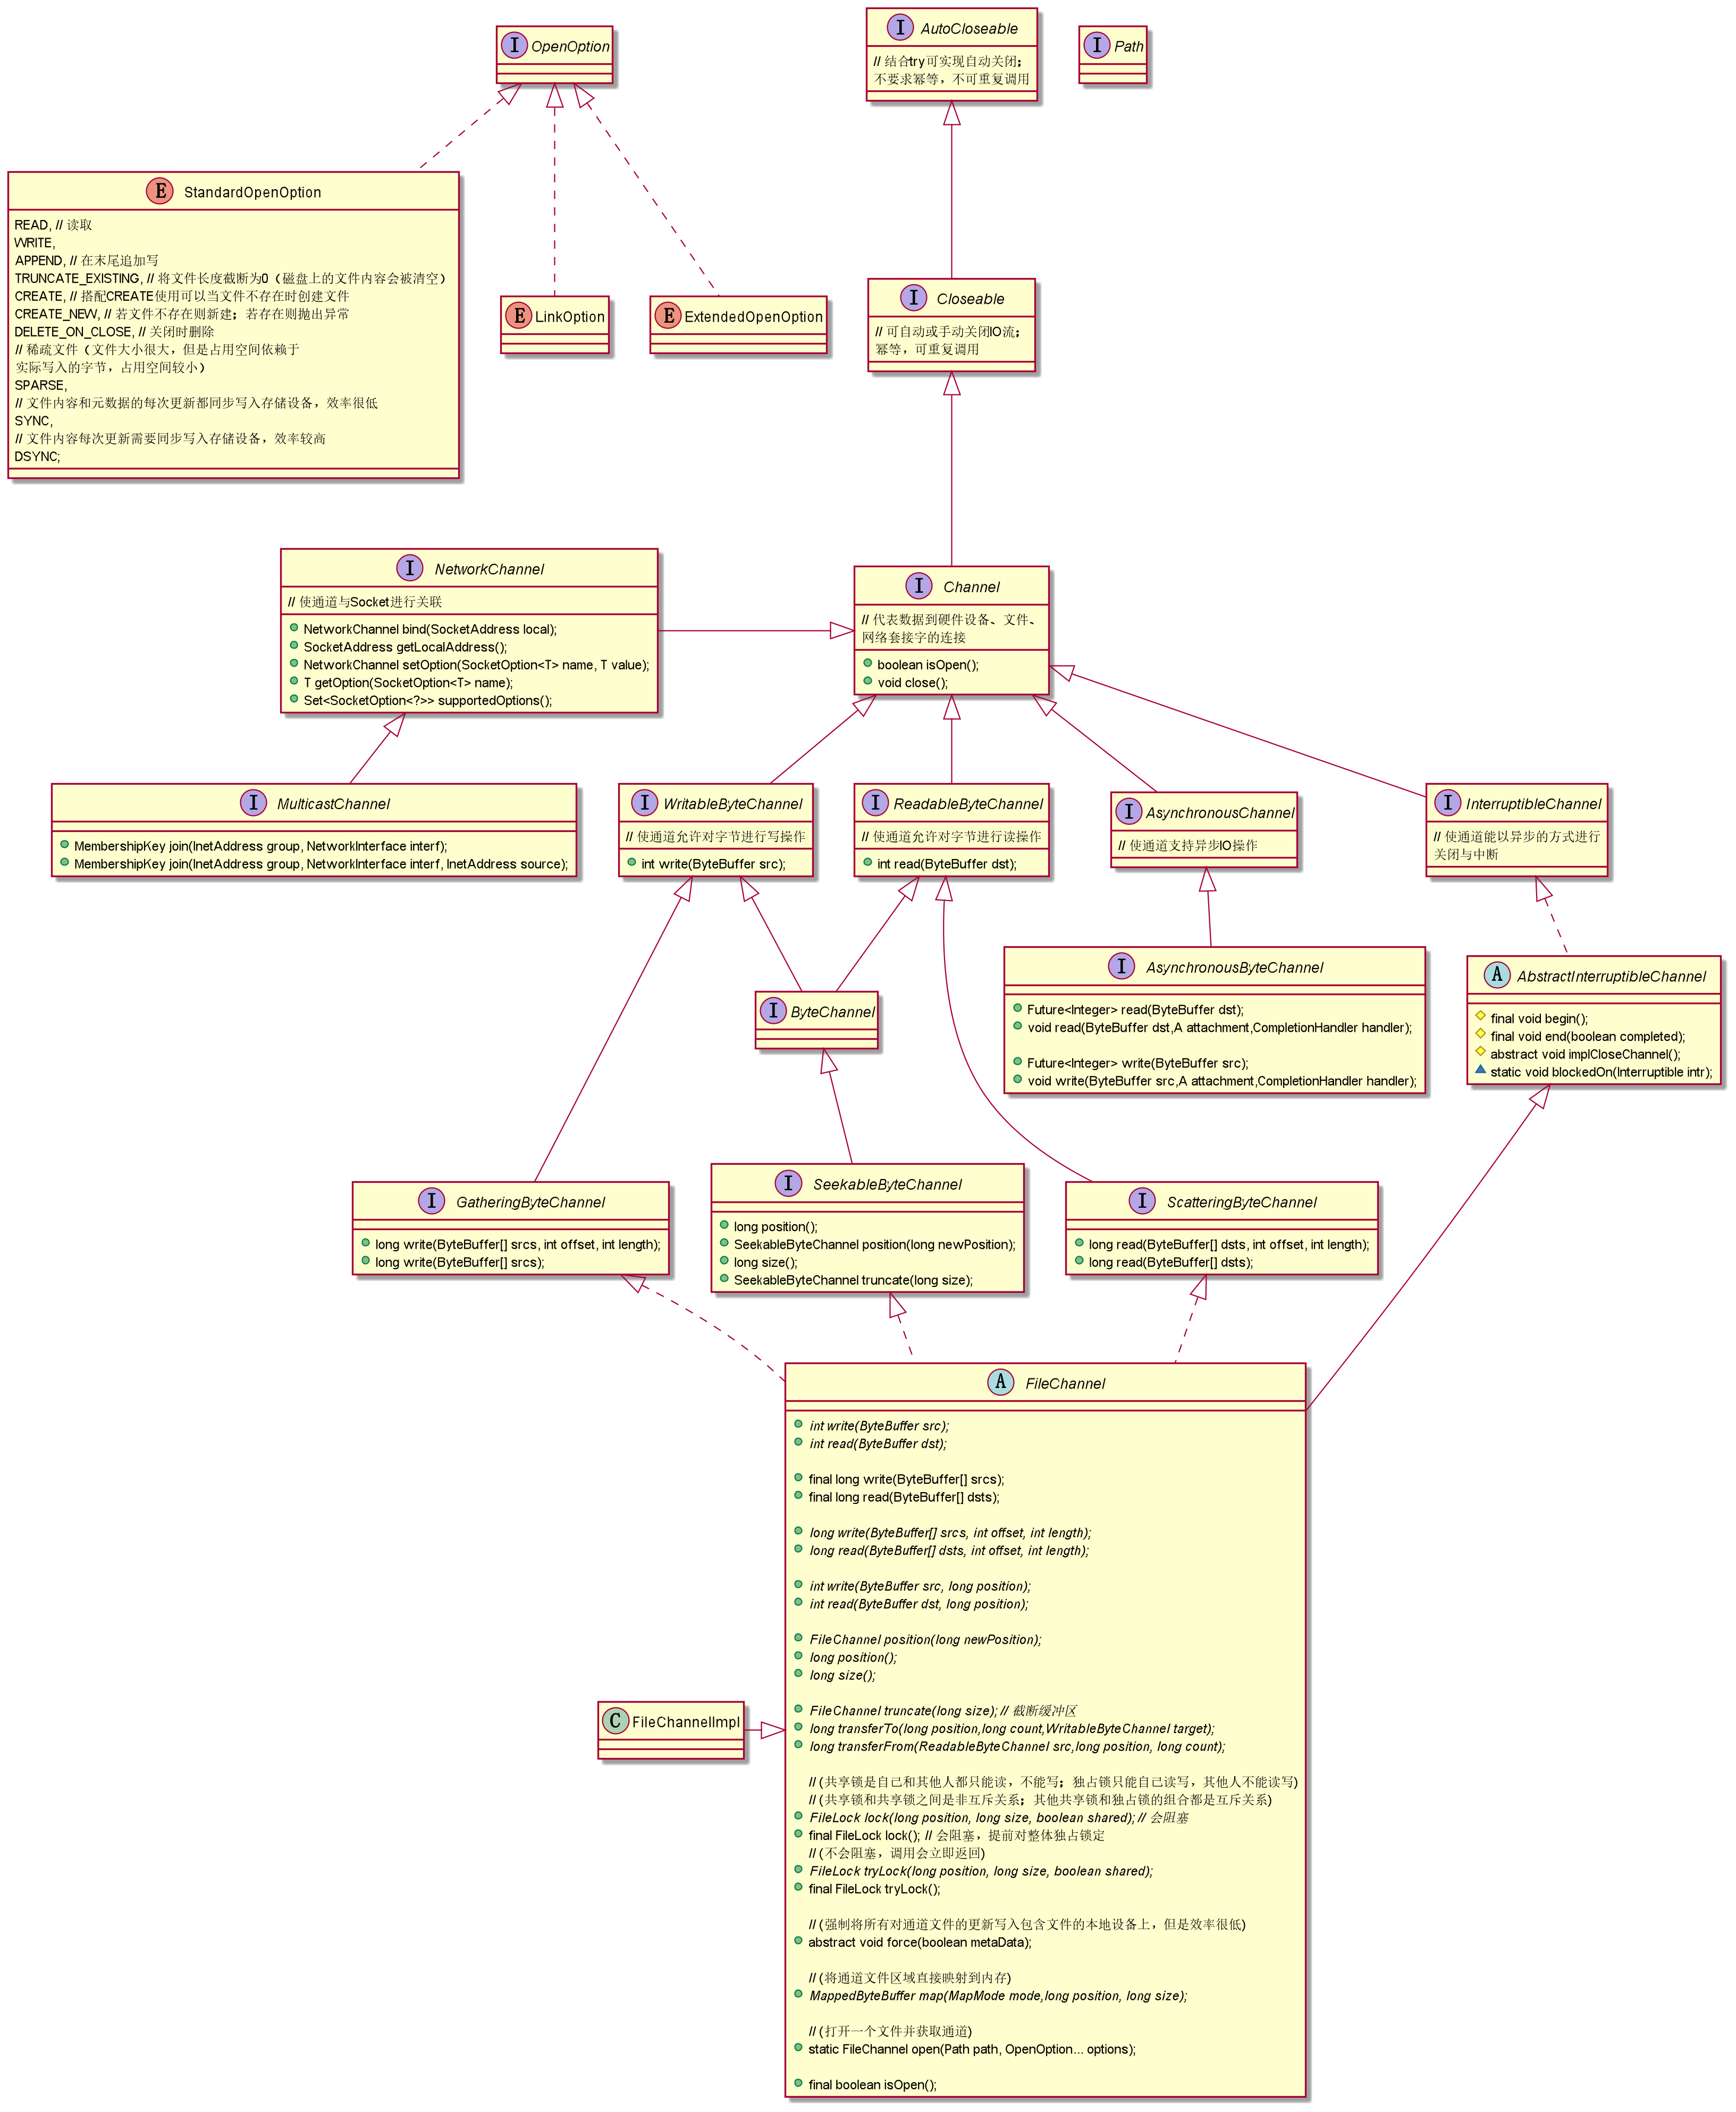 I OpenOption
I AutoCloseable
// 结合try可实现自动关闭;
不要求幂等，不可重复调用
I Path
E StandardOpenOption
READ, // 读取
WRITE,
APPEND, // 在末尾追加写
TRUNCATE_EXISTING, // 将文件长度截断为0（磁盘上的文件内容会被清空）
CREATE, // 搭配CREATE使用可以当文件不存在时创建文件
CREATE_NEW, // 若文件不存在则新建；若存在则抛出异常
DELETE_ON_CLOSE, // 关闭时删除
// 稀疏文件（文件大小很大，但是占用空间依赖于
实际写入的字节，占用空间较小）
SPARSE,
// 文件内容和元数据的每次更新都同步写入存储设备，效率很低
SYNC,
// 文件内容每次更新需要同步写入存储设备，效率较高
DSYNC;
E LinkOption
E ExtendedOpenOption
I Closeable
// 可自动或手动关闭IO流;
幂等，可重复调用
I NetworkChannel
// 使通道与Socket进行关联
NetworkChannel bind(SocketAddress local);
SocketAddress getLocalAddress();
NetworkChannel setOption(SocketOption<T> name, T value);
T getOption(SocketOption<T> name);
Set<SocketOption<?>> supportedOptions();
I Channel
// 代表数据到硬件设备、文件、
网络套接字的连接
boolean isOpen();
void close();
I MulticastChannel
MembershipKey join(InetAddress group, NetworkInterface interf);
MembershipKey join(InetAddress group, NetworkInterface interf, InetAddress source);
I WritableByteChannel
// 使通道允许对字节进行写操作
int write(ByteBuffer src);
I ReadableByteChannel
// 使通道允许对字节进行读操作
int read(ByteBuffer dst);
I AsynchronousChannel
// 使通道支持异步IO操作
I InterruptibleChannel
// 使通道能以异步的方式进行
关闭与中断
I ByteChannel
I AsynchronousByteChannel
Future<Integer> read(ByteBuffer dst);
void read(ByteBuffer dst,A attachment,CompletionHandler handler);
Future<Integer> write(ByteBuffer src);
void write(ByteBuffer src,A attachment,CompletionHandler handler);
A AbstractInterruptibleChannel
final void begin();
final void end(boolean completed);
abstract void implCloseChannel();
static void blockedOn(Interruptible intr);
I GatheringByteChannel
long write(ByteBuffer[] srcs, int offset, int length);
long write(ByteBuffer[] srcs);
I SeekableByteChannel
long position();
SeekableByteChannel position(long newPosition);
long size();
SeekableByteChannel truncate(long size);
I ScatteringByteChannel
long read(ByteBuffer[] dsts, int offset, int length);
long read(ByteBuffer[] dsts);
A FileChannel
int write(ByteBuffer src);
int read(ByteBuffer dst);
final long write(ByteBuffer[] srcs);
final long read(ByteBuffer[] dsts);
long write(ByteBuffer[] srcs, int offset, int length);
long read(ByteBuffer[] dsts, int offset, int length);
int write(ByteBuffer src, long position);
int read(ByteBuffer dst, long position);
FileChannel position(long newPosition);
long position();
long size();
FileChannel truncate(long size); // 截断缓冲区
long transferTo(long position,long count,WritableByteChannel target);
long transferFrom(ReadableByteChannel src,long position, long count);
// (共享锁是自己和其他人都只能读，不能写；独占锁只能自己读写，其他人不能读写)
// (共享锁和共享锁之间是非互斥关系；其他共享锁和独占锁的组合都是互斥关系)
FileLock lock(long position, long size, boolean shared); // 会阻塞
final FileLock lock(); // 会阻塞，提前对整体独占锁定
// (不会阻塞，调用会立即返回)
FileLock tryLock(long position, long size, boolean shared);
final FileLock tryLock();
// (强制将所有对通道文件的更新写入包含文件的本地设备上，但是效率很低)
abstract void force(boolean metaData);
// (将通道文件区域直接映射到内存)
MappedByteBuffer map(MapMode mode,long position, long size);
// (打开一个文件并获取通道)
static FileChannel open(Path path, OpenOption... options);
final boolean isOpen();
C FileChannelImpl